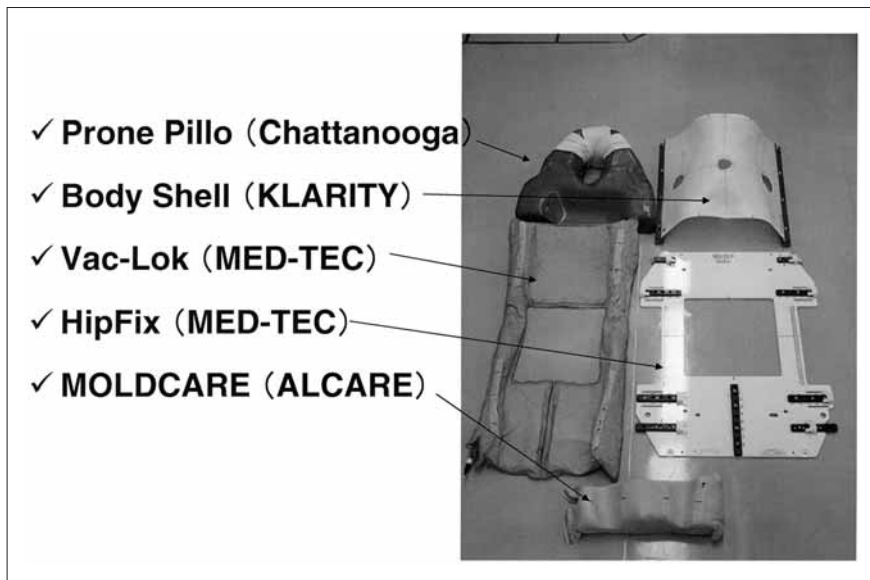 ✓ Prone Pillo (Chattanooga)
✓ Body Shell (KLARITY)
✓ Vac-Lok (MED-TEC)
✓ HipFix (MED-TEC)
✓ MOLDCARE (ALCARE)